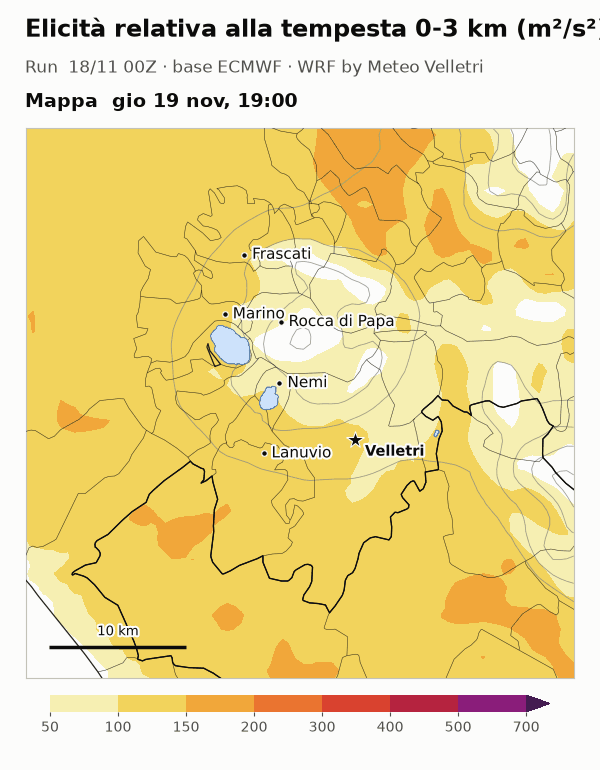 Elicità relativa alla tempesta 0-3 km (m²/s²)
Run  18/11 00Z · base ECMWF · WRF by Meteo Velletri
Mappa  gio 19 nov, 19:00
Frascati
Marino
Rocca di Papa
Nemi
Velletri
Lanuvio
10 km
50 100 150 200 300 400 500 700